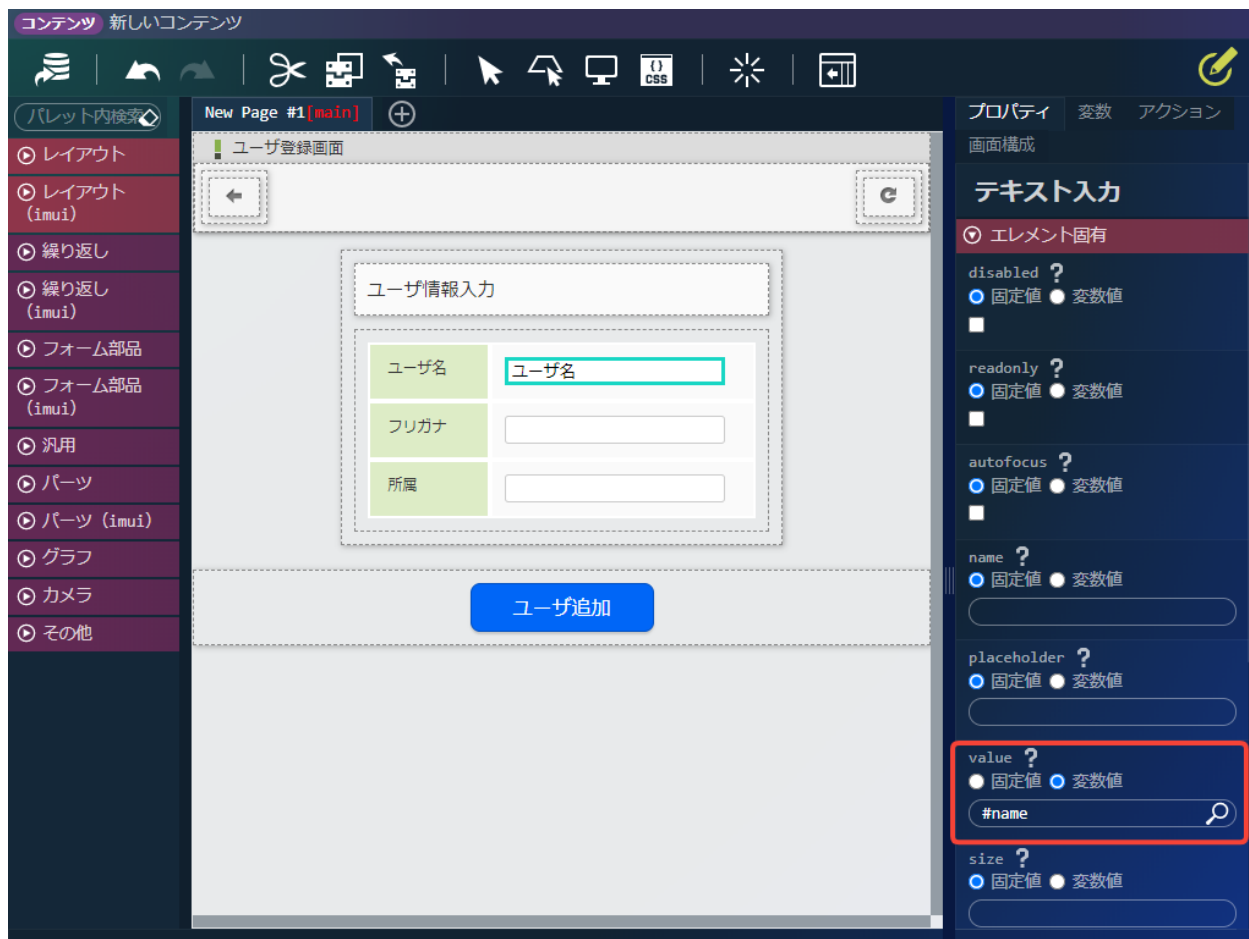 コンテンツ 新しいコンテンツ
{} CSS
パレット内検索
レイアウト
レイアウト
(imui)
繰り返し
繰り返し
(imui)
フォーム部品
フォーム部品
(imui)
汎用
パーツ
パーツ (imui)
グラフ
カメラ
その他
New Page #1[main]
ユーザ登録画面
ユーザ情報入力
ユーザ名 ユーザ名
フリガナ
所属
ユーザ追加
プロパティ 変数 アクション
画面構成
テキスト入力
エレメント固有
disabled ?
固定値 変数値
readonly ?
固定値 変数値
autofocus ?
固定値 変数値
name ?
固定値 変数値
placeholder ?
固定値 変数値
value ?
固定値 変数値
#name
size ?
固定値 変数値